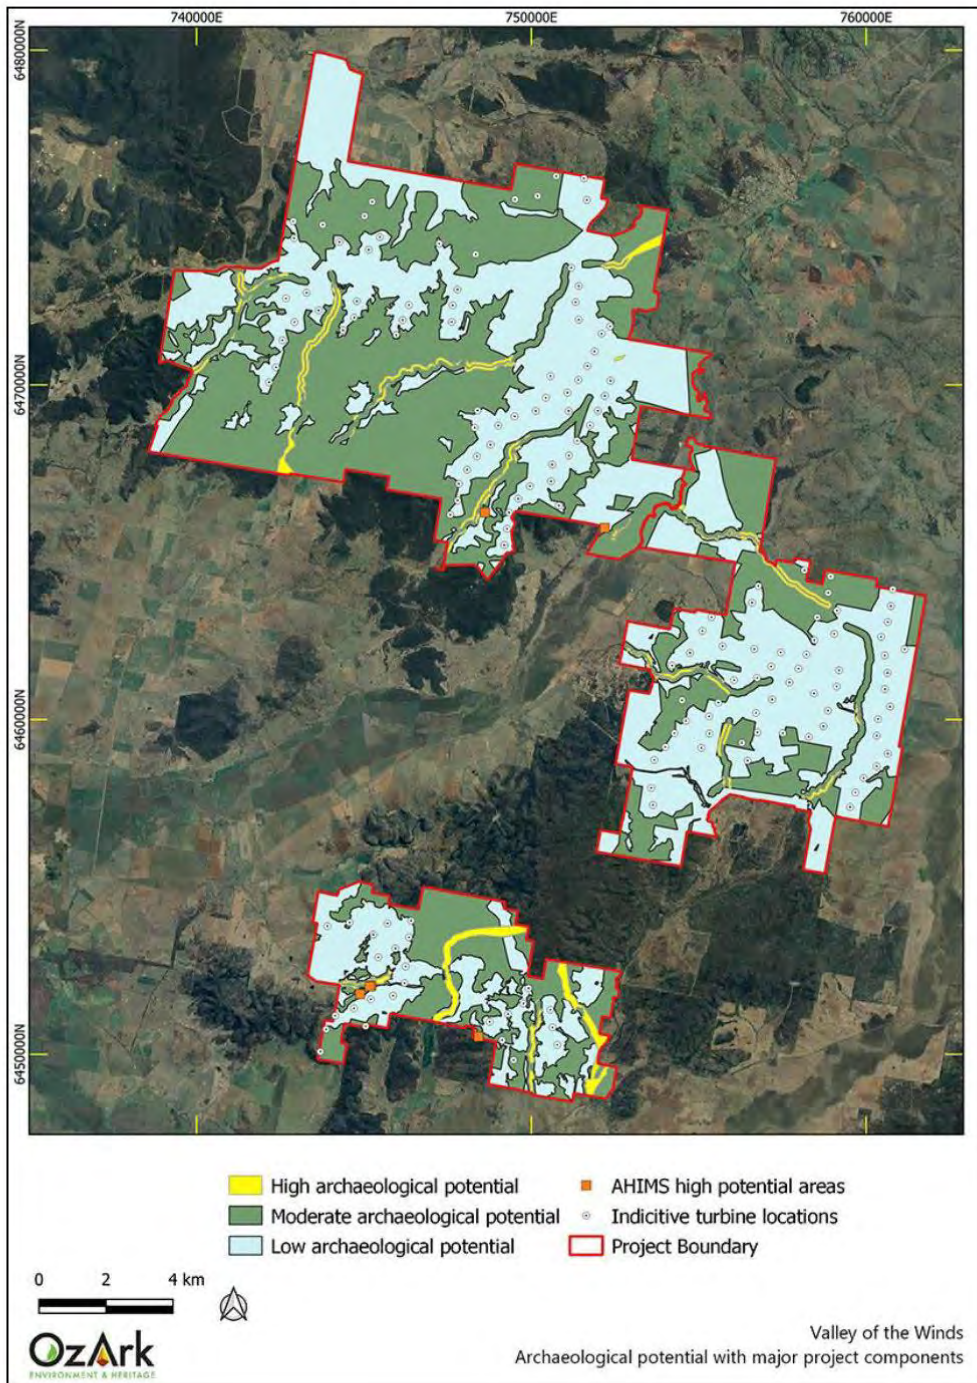 740000E 750000E 760000E
6480000N
6470000N
6460000N
6450000N
High archaeological potential
Moderate archaeological potential
Low archaeological potential
AHIMS high potential areas
Indicitive turbine locations
Project Boundary
0 2 4 km
OzArk
ENVIRONMENT & HERITAGE
Valley of the Winds
Archaeological potential with major project components